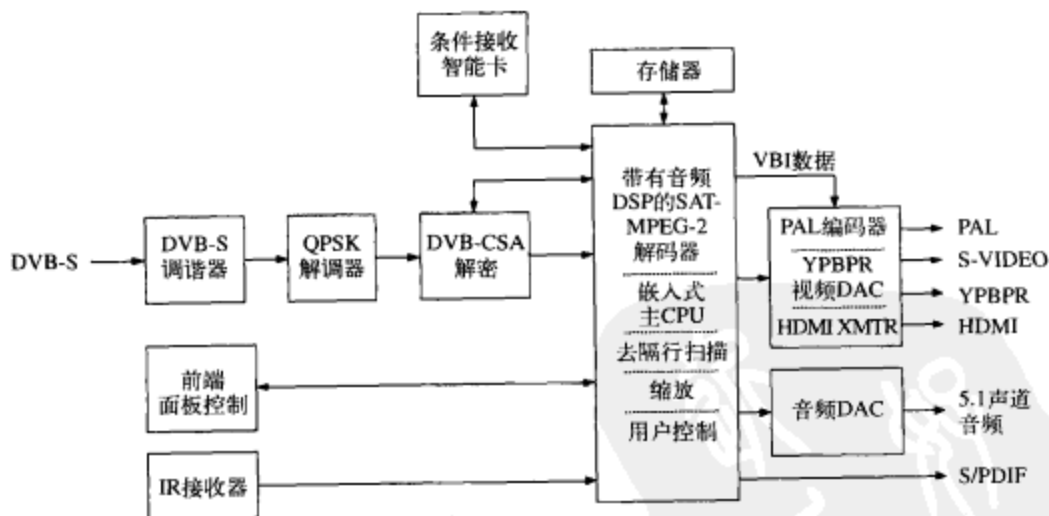 条件接收
智能卡
存储器
VBI数据
带有音频
DSP的SAT-
MPEG-2
解码器
嵌入式
主CPU
去隔行扫描
缩放
用户控制
DVB-S
DVB-S
调谐器
QPSK
解调器
DVB-CSA
解密
PAL编码器
YPBPR
视频DAC
HDMI XMTR
PAL
S-VIDEO
YPBPR
HDMI
前端
面板控制
音频DAC
5.1声道
音频
IR接收器
S/PDIF